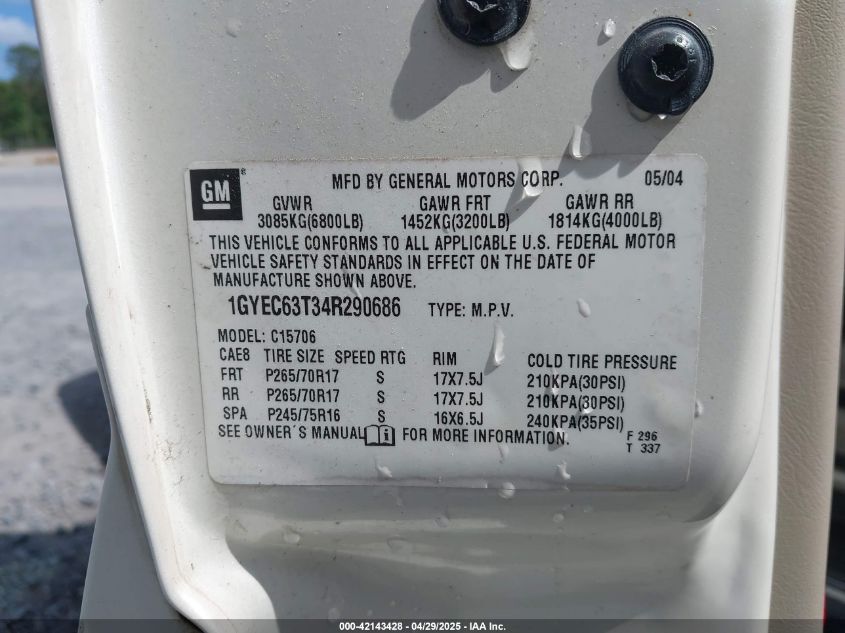 GM
MFD BY GENERAL MOTORS CORP. 05/04
GVWR GAWR FRT GAWR RR
3085KG(6800LB) 1452KG(3200LB) 1814KG(4000LB)
THIS VEHICLE CONFORMS TO ALL APPLICABLE U.S. FEDERAL MOTOR
VEHICLE SAFETY STANDARDS IN EFFECT ON THE DATE OF
MANUFACTURE SHOWN ABOVE.
1GYEC63T34R290686 TYPE: M.P.V.
MODEL: C15706
CAE8 TIRE SIZE SPEED RTG RIM COLD TIRE PRESSURE
FRT P265/70R17 S 17X7.5J 210KPA(30PSI)
RR P265/70R17 S 17X7.5J 210KPA(30PSI)
SPA P245/75R16 S 16X6.5J 240KPA(35PSI)
SEE OWNER´S MANUAL FOR MORE INFORMATION.
F 296
T 337
000-42143428 - 04/29/2025 - IAA Inc.